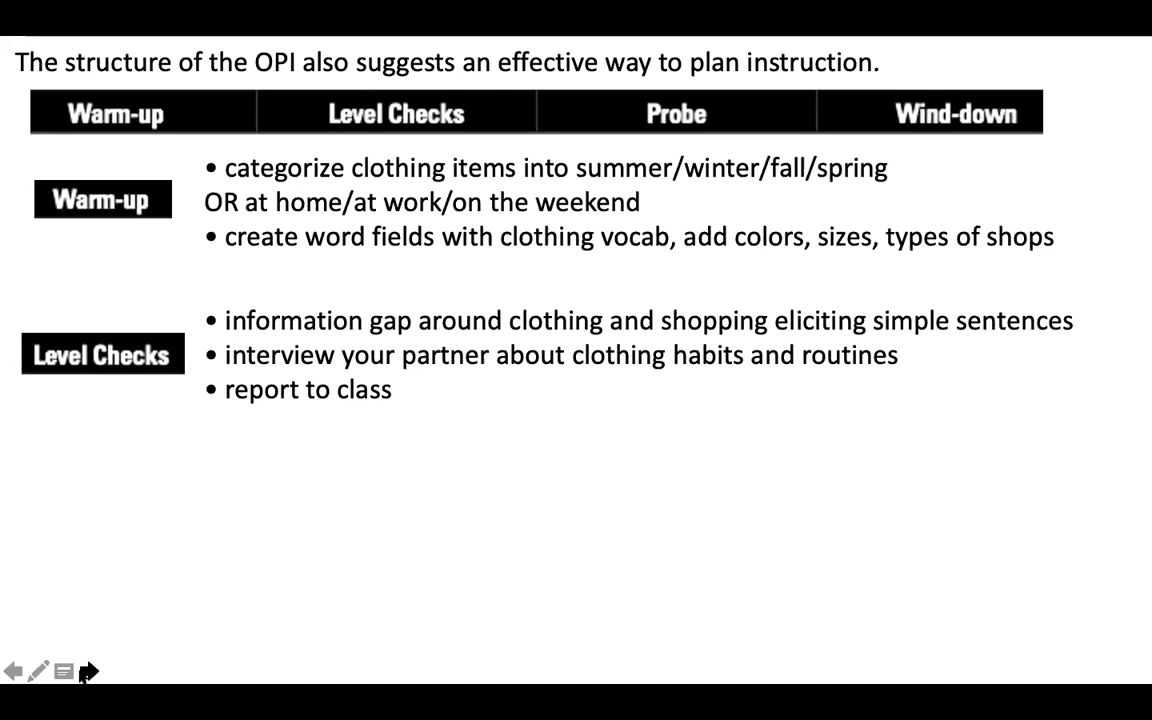 The structure of the OPI also suggests an effective way to plan instruction.
Warm-up Level Checks Probe Wind-down
• categorize clothing items into summer/winter/fall/spring
Warm-up
OR at home/at work/on the weekend
• create word fields with clothing vocab, add colors, sizes, types of shops
• information gap around clothing and shopping eliciting simple sentences
Level Checks
• interview your partner about clothing habits and routines
• report to class